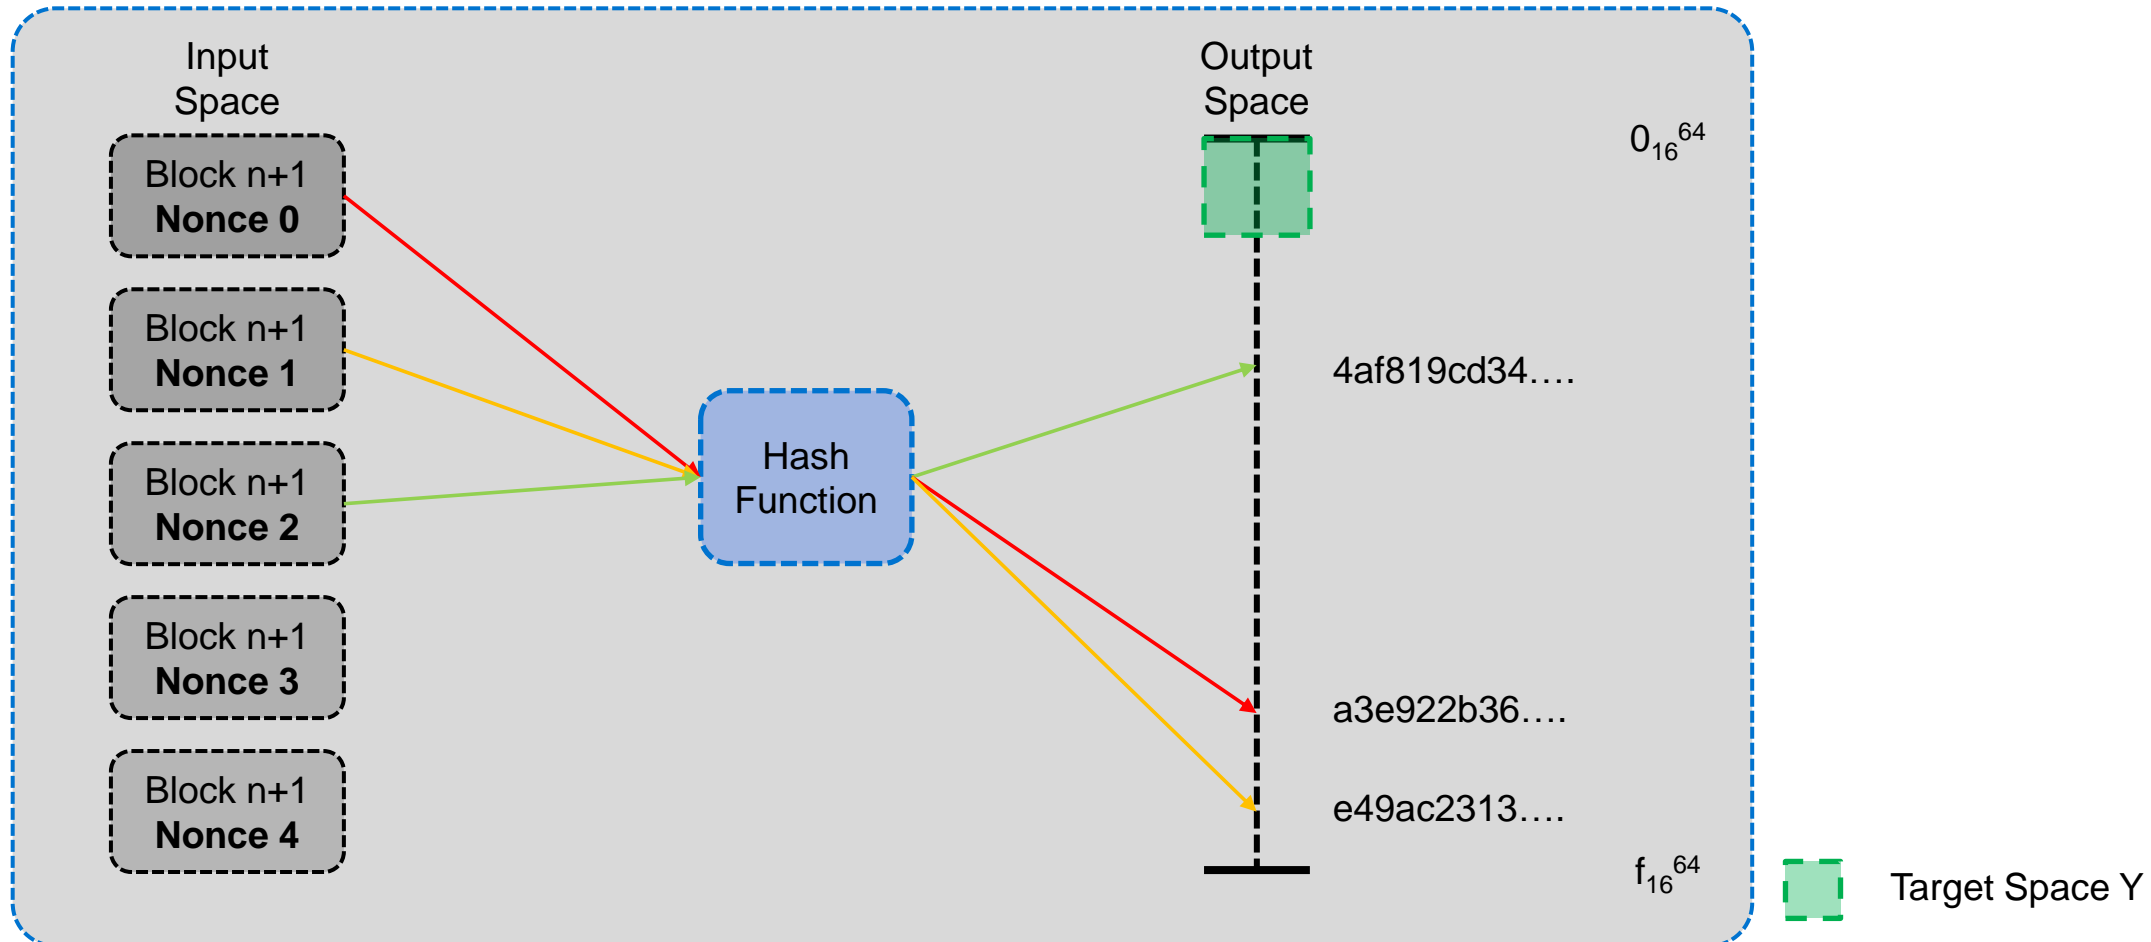 Input
Space
Block n+1
Nonce 0
Block n+1
Nonce 1
Block n+1
Nonce 2
Block n+1
Nonce 3
Block n+1
Nonce 4
Hash
Function
Output
Space
0₁₆⁶⁴
4af819cd34….
a3e922b36….
e49ac2313….
f₁₆⁶⁴
Target Space Y